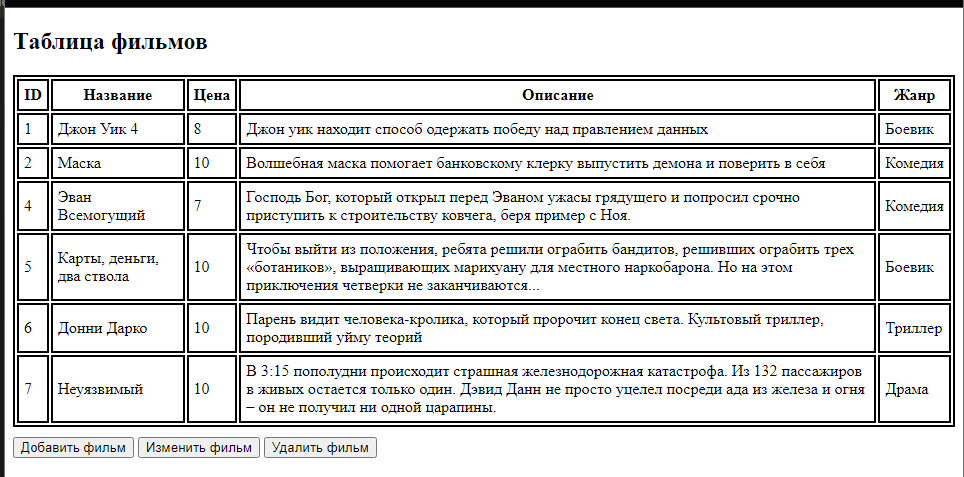 Таблица фильмов
ID Название Цена Описание Жанр
1 Джон Уик 4 8 Джон уик находит способ одержать победу над правлением данных Боевик
2 Маска 10 Волшебная маска помогает банковскому клерку выпустить демона и поверить в себя Комедия
4 Эван Всемогущий 7 Господь Бог, который открыл перед Эваном ужасы грядущего и попросил срочно
приступить к строительству ковчега, беря пример с Ноя. Комедия
5 Карты, деньги, два ствола 10 Чтобы выйти из положения, ребята решили ограбить бандитов, решивших ограбить трех
«ботаников», выращивающих марихуану для местного наркобарона. Но на этом
приключения четверки не заканчиваются... Боевик
6 Донни Дарко 10 Парень видит человека-кролика, который пророчит конец света. Культовый триллер,
породивший уйму теорий Триллер
7 Неуязвимый 10 В 3:15 пополудни происходит страшная железнодорожная катастрофа. Из 132 пассажиров
в живых остается только один. Дэвид Данн не просто уцелел посреди ада из железа и огня
– он не получил ни одной царапины. Драма
Добавить фильм Изменить фильм Удалить фильм